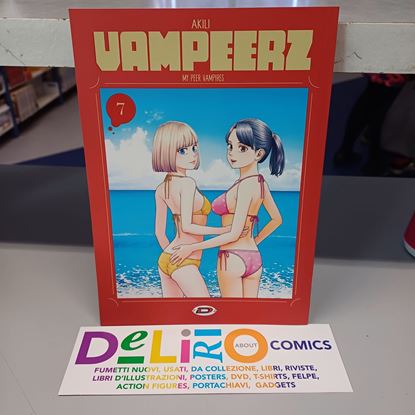 AKILI
VAMPEERZ
MY PEER VAMPIRES
7
D
DELIRIO ABOUT COMICS
FUMETTI NUOVI, USATI, DA COLLEZIONE, LIBRI, RIVISTE,
LIBRI D'ILLUSTRAZIONI, POSTERS, DVD, T-SHIRTS, FELPE,
ACTION FIGURES, PORTACHIAVI, GADGETS